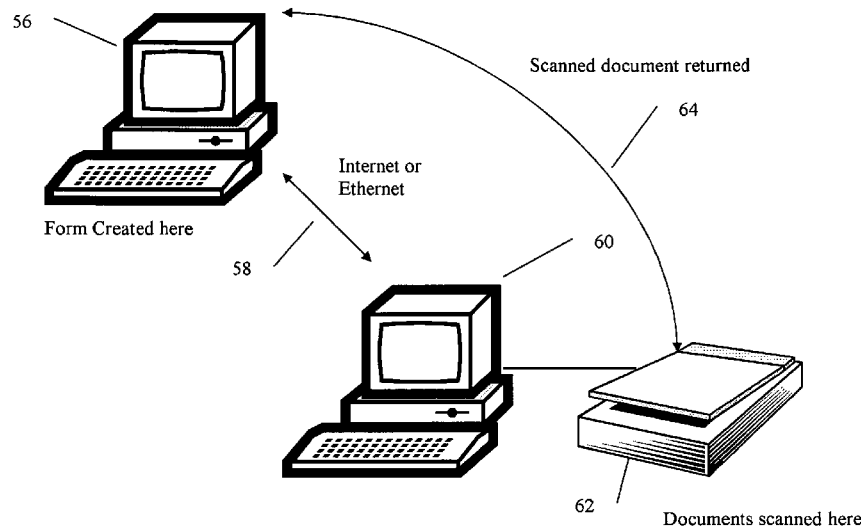 56
Scanned document returned
64
Internet or
Ethernet
Form Created here
58
60
62
Documents scanned here